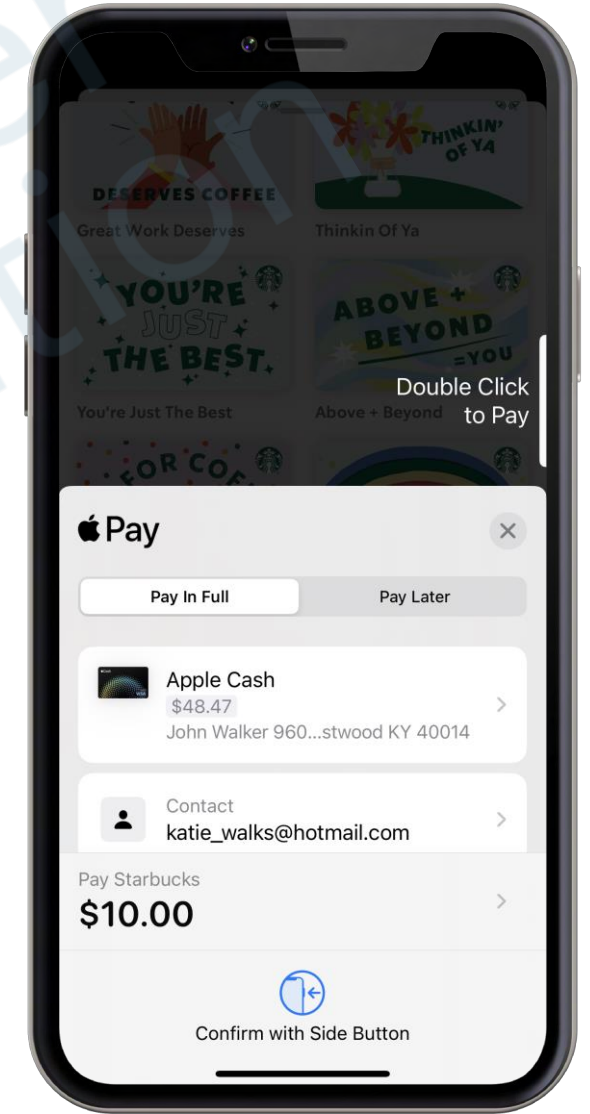 DESERVES COFFEE
THINKIN'
OF YA
Great Work Deserves
Thinkin Of Ya
YOU'RE
JUST
THE BEST.
ABOVE +
BEYOND
=YOU
Double Click
to Pay
You're Just The Best
Above + Beyond
FOR COF
Pay
Pay In Full
Pay Later
Apple Cash
$48.47
John Walker 960...stwood KY 40014
Contact
katie_walks@hotmail.com
Pay Starbucks
$10.00
Confirm with Side Button